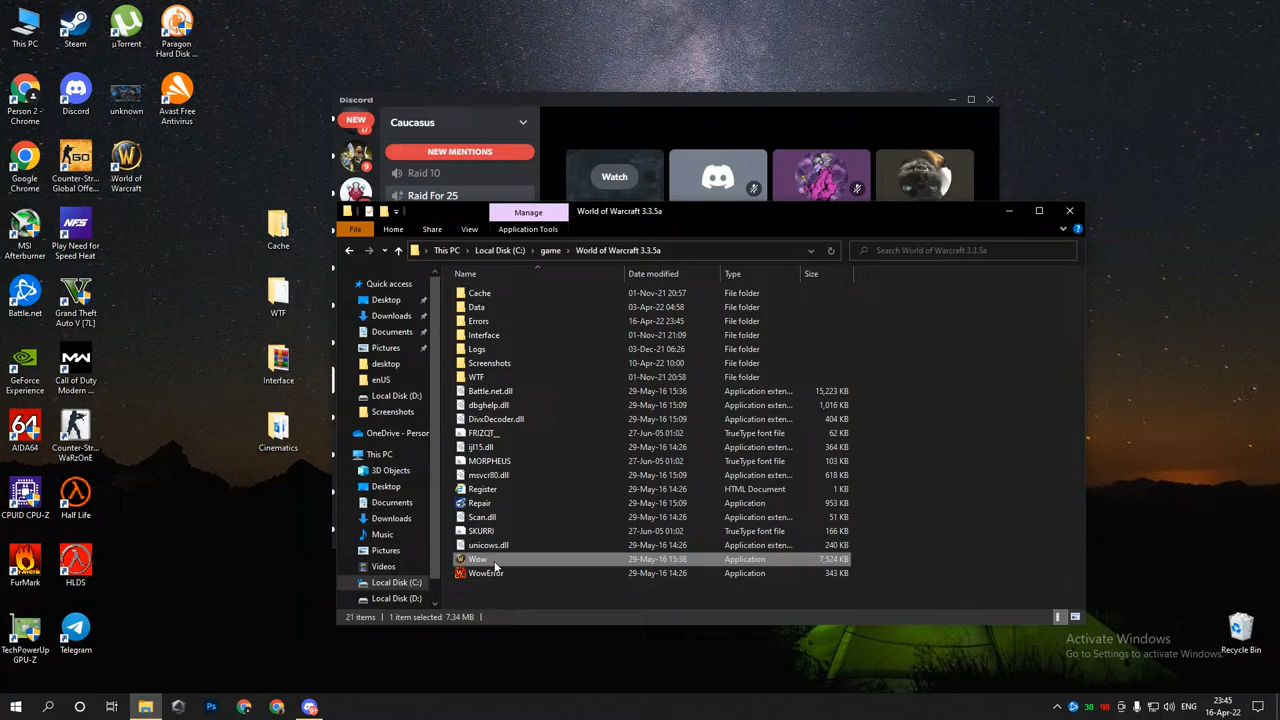 This PC
Steam
µTorrent
Paragon
Hard Disk ...
Person 2 -
Chrome
Discord
unknown
Avast Free
Antivirus
Google
Chrome
Counter-Str...
Global Offe...
World of
Warcraft
MSI
Afterburner
Play Need for
Speed Heat
Battle.net
Grand Theft
Auto V [7L]
GeForce
Experience
Call of Duty
Modern ...
AIDA64
Counter-Str...
WaRzOnE
CPUID CPU-Z
Half Life
FurMark
HLDS
TechPowerUp
GPU-Z
Telegram
Cache
WTF
Interface
Cinematics
Discord
NEW
17
9
Caucasus
NEW MENTIONS
Raid 10
Raid For 25
Watch
Manage
World of Warcraft 3.3.5a
File
Home
Share
View
Application Tools
This PC
Local Disk (C:)
game
World of Warcraft 3.3.5a
Search World of Warcraft 3.3.5a
Quick access
Desktop
Downloads
Documents
Pictures
desktop
enUS
Local Disk (D:)
Screenshots
OneDrive - Person
This PC
3D Objects
Desktop
Documents
Downloads
Music
Pictures
Videos
Local Disk (C:)
Local Disk (D:)
Name Date modified Type Size
Cache 01-Nov-21 20:57 File folder
Data 03-Apr-22 04:58 File folder
Errors 16-Apr-22 23:45 File folder
Interface 01-Nov-21 21:09 File folder
Logs 03-Dec-21 06:26 File folder
Screenshots 10-Apr-22 10:00 File folder
WTF 01-Nov-21 20:58 File folder
Battle.net.dll 29-May-16 15:36 Application exten... 15,223 KB
dbghelp.dll 29-May-16 15:09 Application exten... 1,016 KB
DivxDecoder.dll 29-May-16 15:09 Application exten... 404 KB
FRIZQT__ 27-Jun-05 01:02 TrueType font file 62 KB
ijl15.dll 29-May-16 14:26 Application exten... 364 KB
MORPHEUS 27-Jun-05 01:02 TrueType font file 103 KB
msvcr80.dll 29-May-16 15:09 Application exten... 618 KB
Register 29-May-16 14:26 HTML Document 1 KB
Repair 29-May-16 15:09 Application 953 KB
Scan.dll 29-May-16 14:26 Application exten... 51 KB
SKURRI 27-Jun-05 01:02 TrueType font file 166 KB
unicows.dll 29-May-16 14:26 Application exten... 240 KB
Wow 29-May-16 15:38 Application 7,524 KB
WowError 29-May-16 14:26 Application 343 KB
21 items
1 item selected 7.34 MB
Activate Windows
Go to Settings to activate Windows.
Recycle Bin
38
ENG
23:45
16-Apr-22